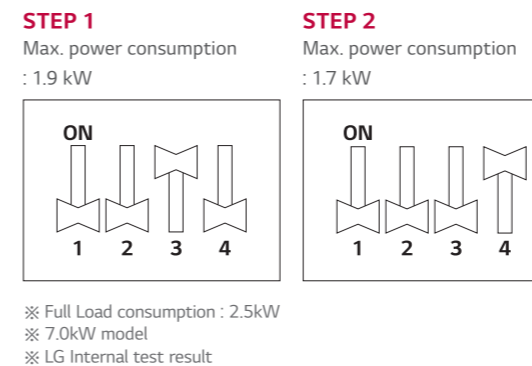 STEP 1
Max. power consumption
: 1.9 kW
ON
1 2 3 4
STEP 2
Max. power consumption
: 1.7 kW
ON
1 2 3 4
※ Full Load consumption : 2.5kW
※ 7.0kW model
※ LG Internal test result